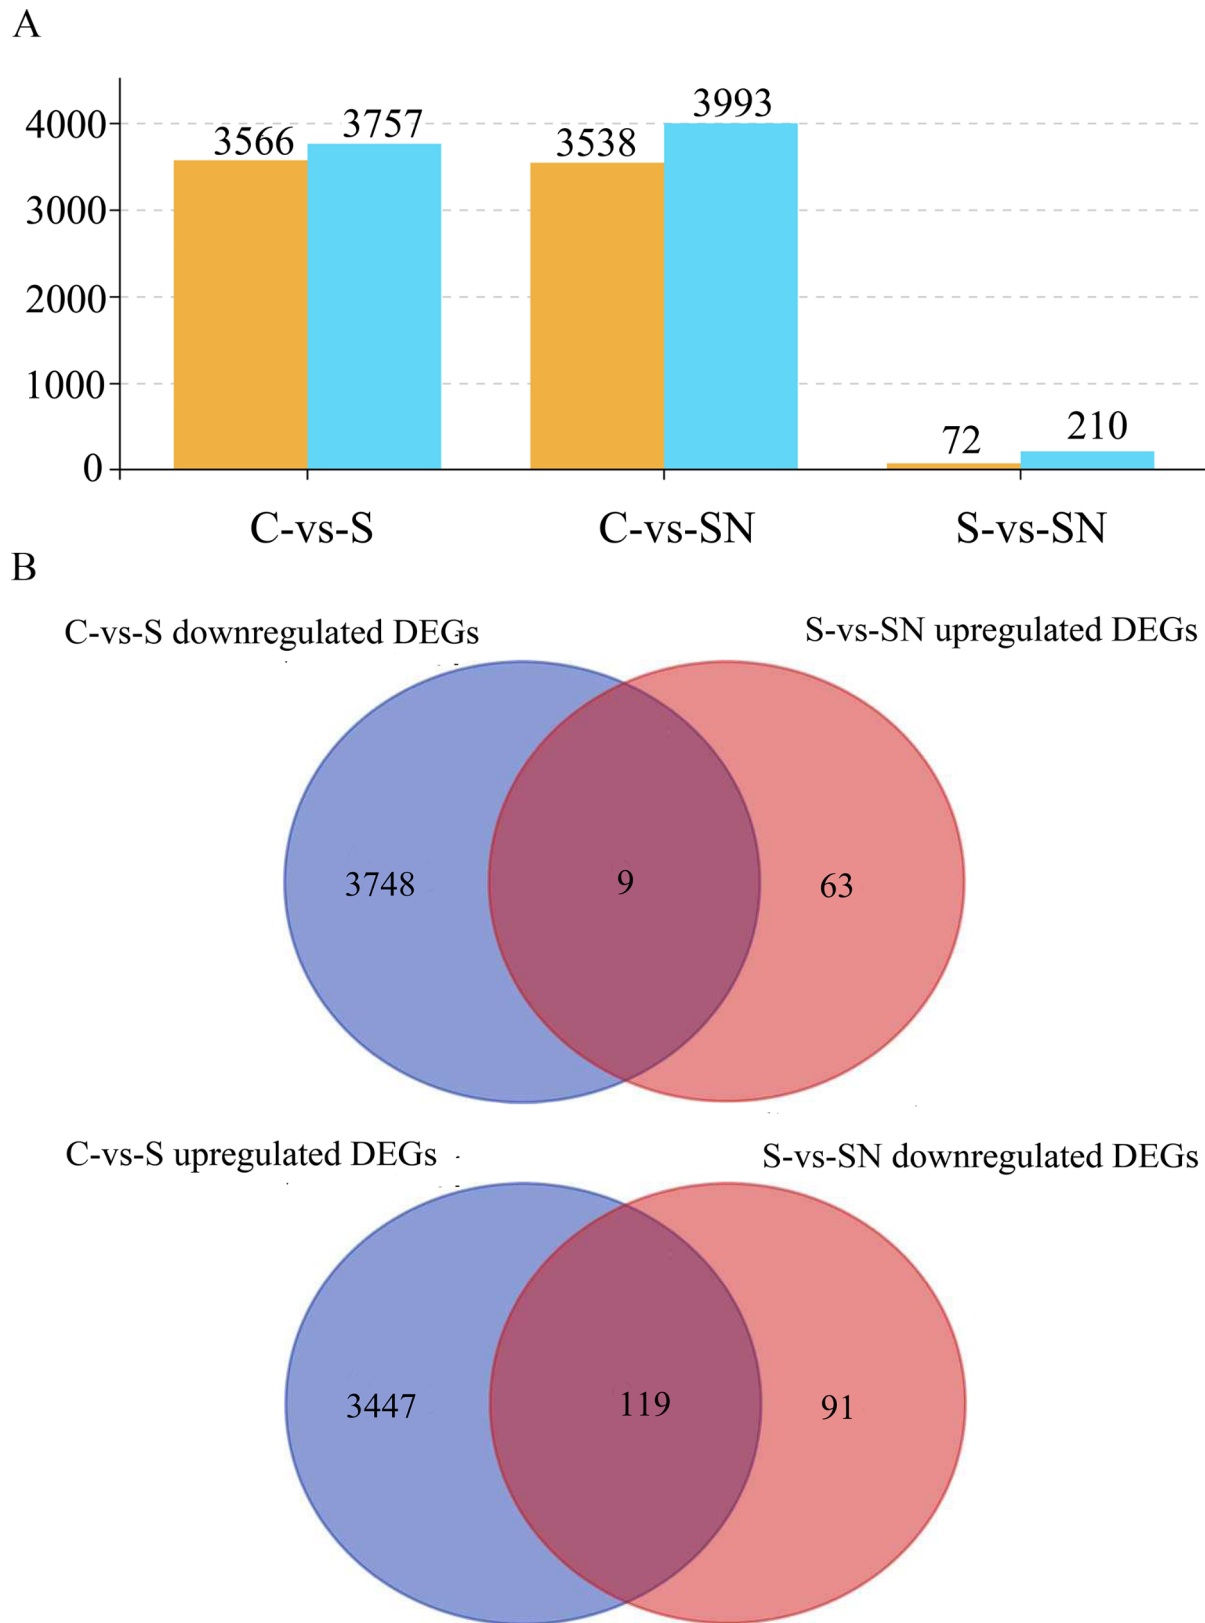 A
4000
3000
2000
1000
0
3566
3757
3538
3993
72
210
C-vs-S
C-vs-SN
S-vs-SN
B
C-vs-S downregulated DEGs
S-vs-SN upregulated DEGs
3748
9
63
C-vs-S upregulated DEGs
S-vs-SN downregulated DEGs
3447
119
91